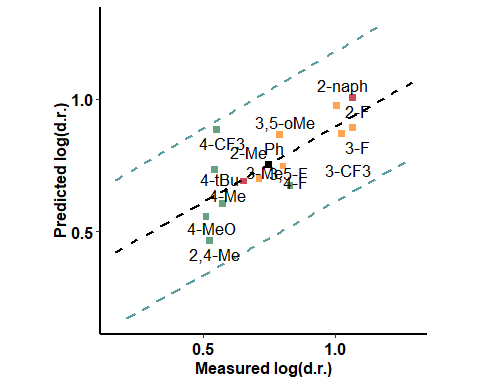 2-naph
1.0
2-F
3,5-oMe
4-CF3
Ph
3-F
2-Me
3-Me
3,5-F
3-CF3
4-tBu
4-F
4-Me
4-MeO
0.5
2,4-Me
Predicted log(d.r.)
0.5
1.0
Measured log(d.r.)